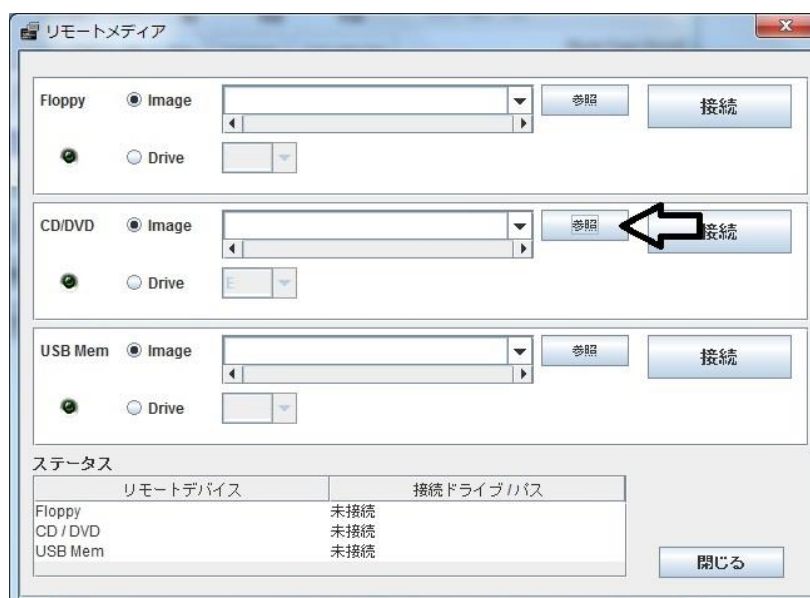 リモートメディア
Floppy Image 参照 接続
Drive
CD/DVD Image 参照 接続
Drive E
USB Mem Image 参照 接続
Drive
ステータス
リモートデバイス 接続ドライブ/パス
Floppy 未接続
CD / DVD 未接続
USB Mem 未接続
閉じる